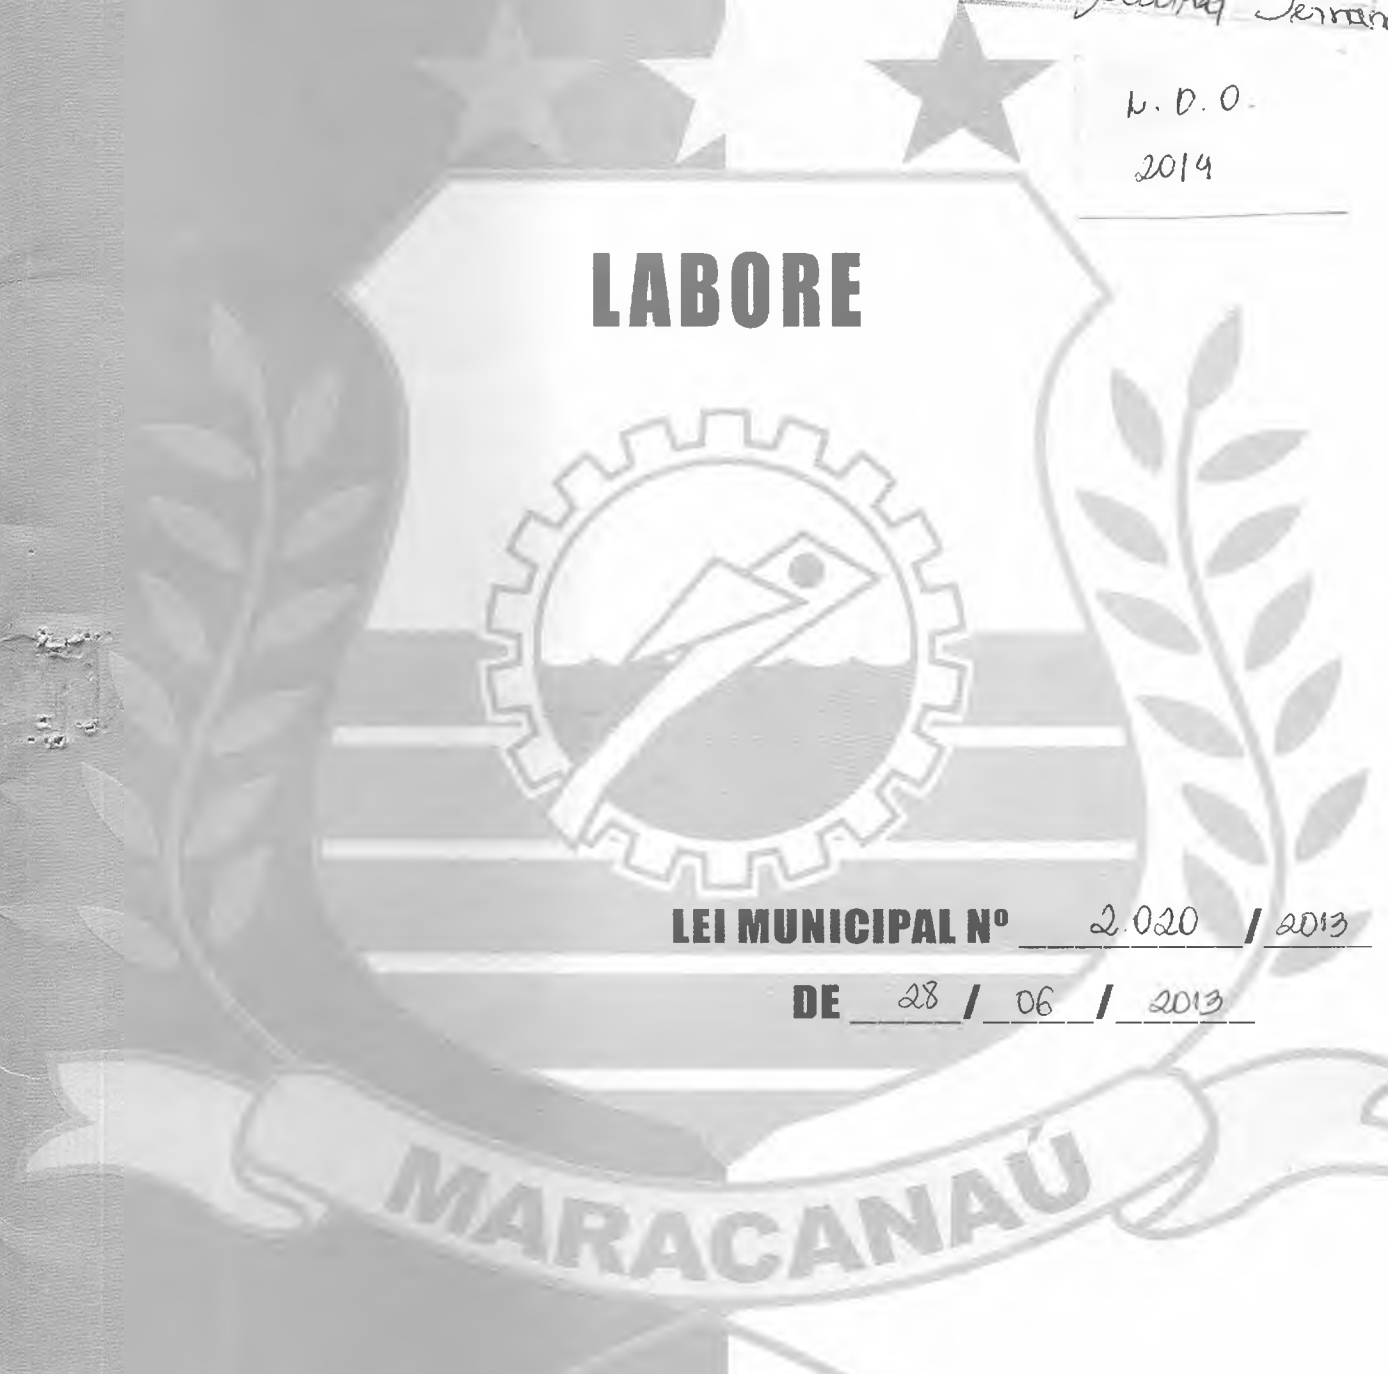 L. D. O.
2014
LABORE
LEI MUNICIPAL Nº 2.020 / 2013
DE 28 / 06 / 2013
MARACANAÚ